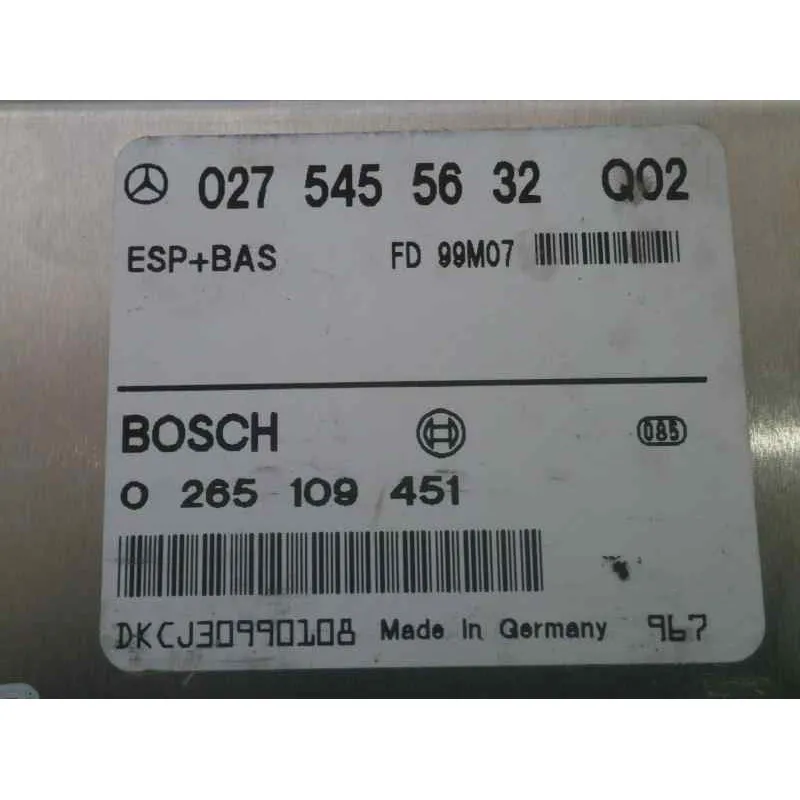 027 545 56 32 Q02
ESP+BAS FD 99M07
BOSCH 085
0 265 109 451
DKCJ30990108 Made In Germany 967